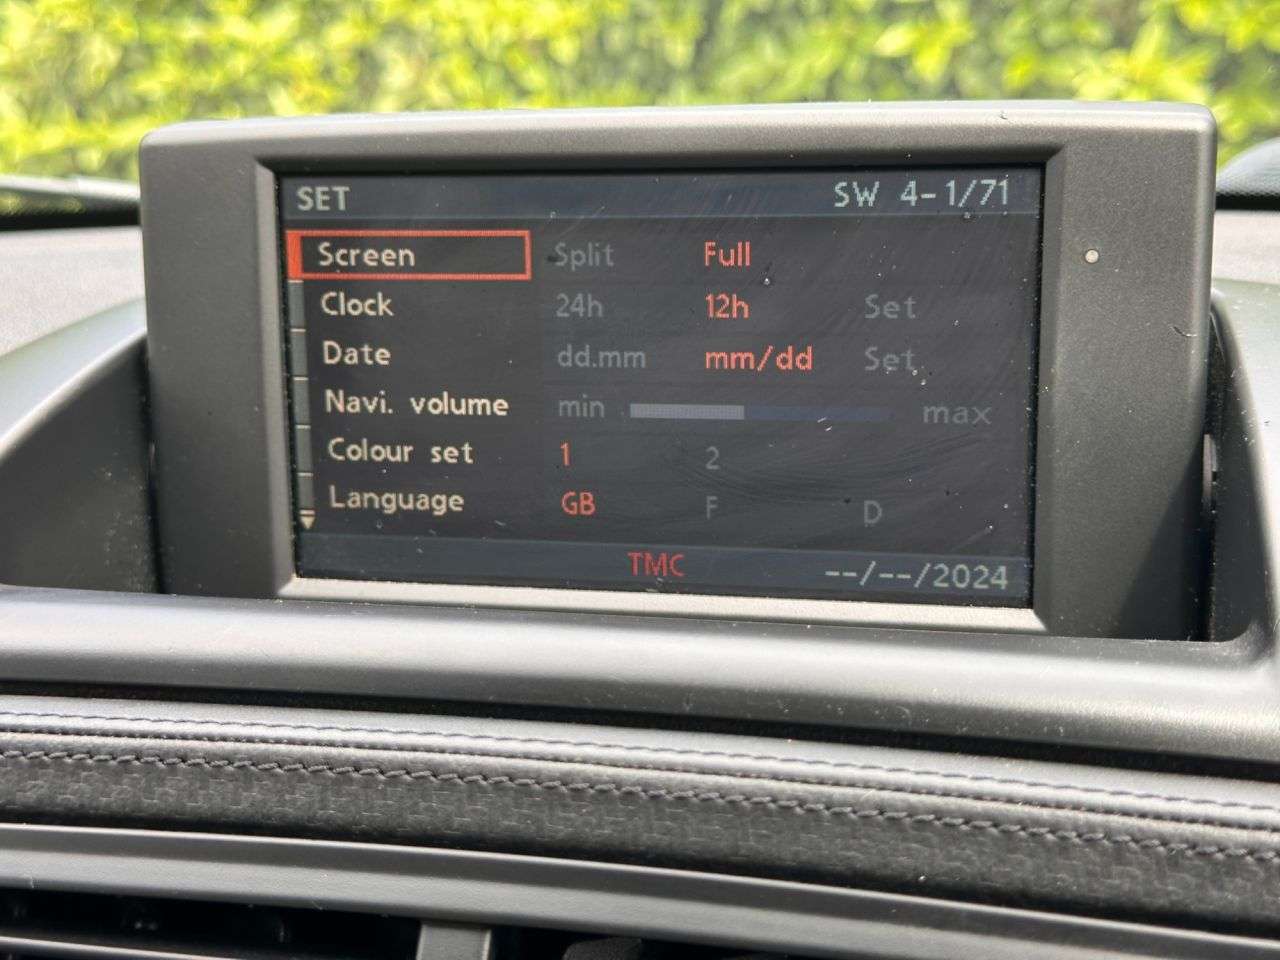 SET SW 4-1/71
Screen Split Full
Clock 24h 12h Set
Date dd.mm mm/dd Set
Navi. volume min max
Colour set 1 2
Language GB F D
TMC --/--/2024